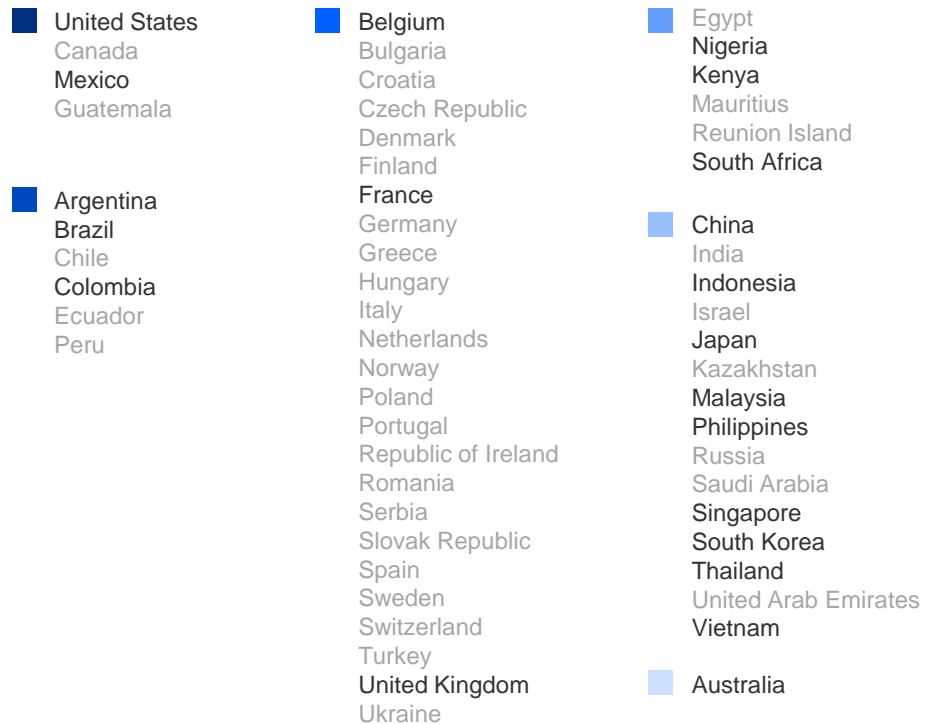 United States
Canada
Mexico
Guatemala
Argentina
Brazil
Chile
Colombia
Ecuador
Peru
Belgium
Bulgaria
Croatia
Czech Republic
Denmark
Finland
France
Germany
Greece
Hungary
Italy
Netherlands
Norway
Poland
Portugal
Republic of Ireland
Romania
Serbia
Slovak Republic
Spain
Sweden
Switzerland
Turkey
United Kingdom
Ukraine
Egypt
Nigeria
Kenya
Mauritius
Reunion Island
South Africa
China
India
Indonesia
Israel
Japan
Kazakhstan
Malaysia
Philippines
Russia
Saudi Arabia
Singapore
South Korea
Thailand
United Arab Emirates
Vietnam
Australia